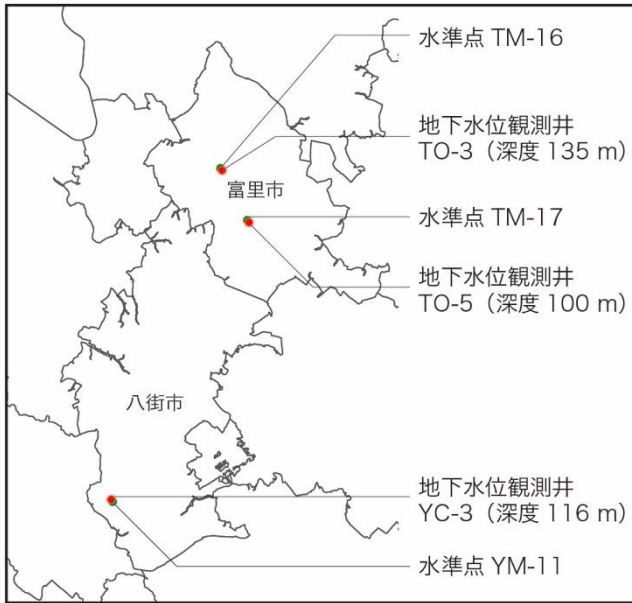 水準点 TM-16
地下水位観測井
TO-3（深度 135 m）
富里市
水準点 TM-17
地下水位観測井
TO-5（深度 100 m）
八街市
地下水位観測井
YC-3（深度 116 m）
水準点 YM-11